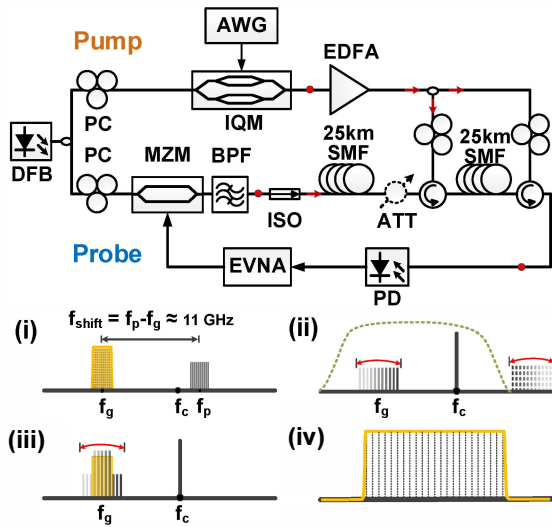 Pump
AWG
EDFA
PC
IQM
PC
MZM
BPF
25km
SMF
25km
SMF
DFB
ISO
ATT
Probe
EVNA
PD
(i)
f_shift = f_p-f_g ≈ 11 GHz
f_g
f_c
f_p
(ii)
f_g
f_c
(iii)
f_g
f_c
(iv)